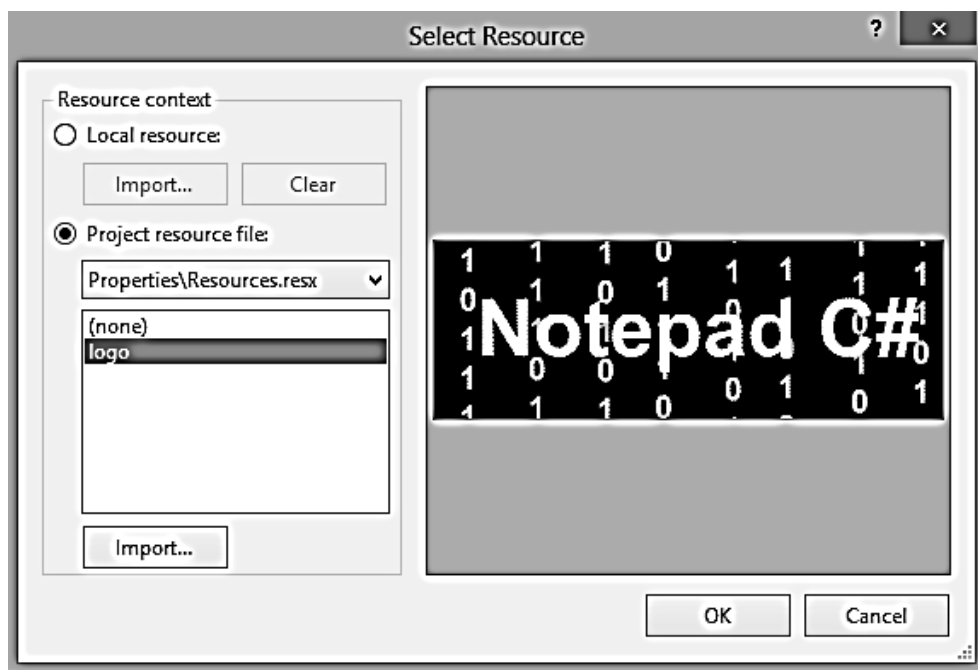 Select Resource
?
×
Resource context
Local resource:
Import...
Clear
Project resource file:
Properties\Resources.resx
(none)
logo
Import...
Notepad C#
OK
Cancel